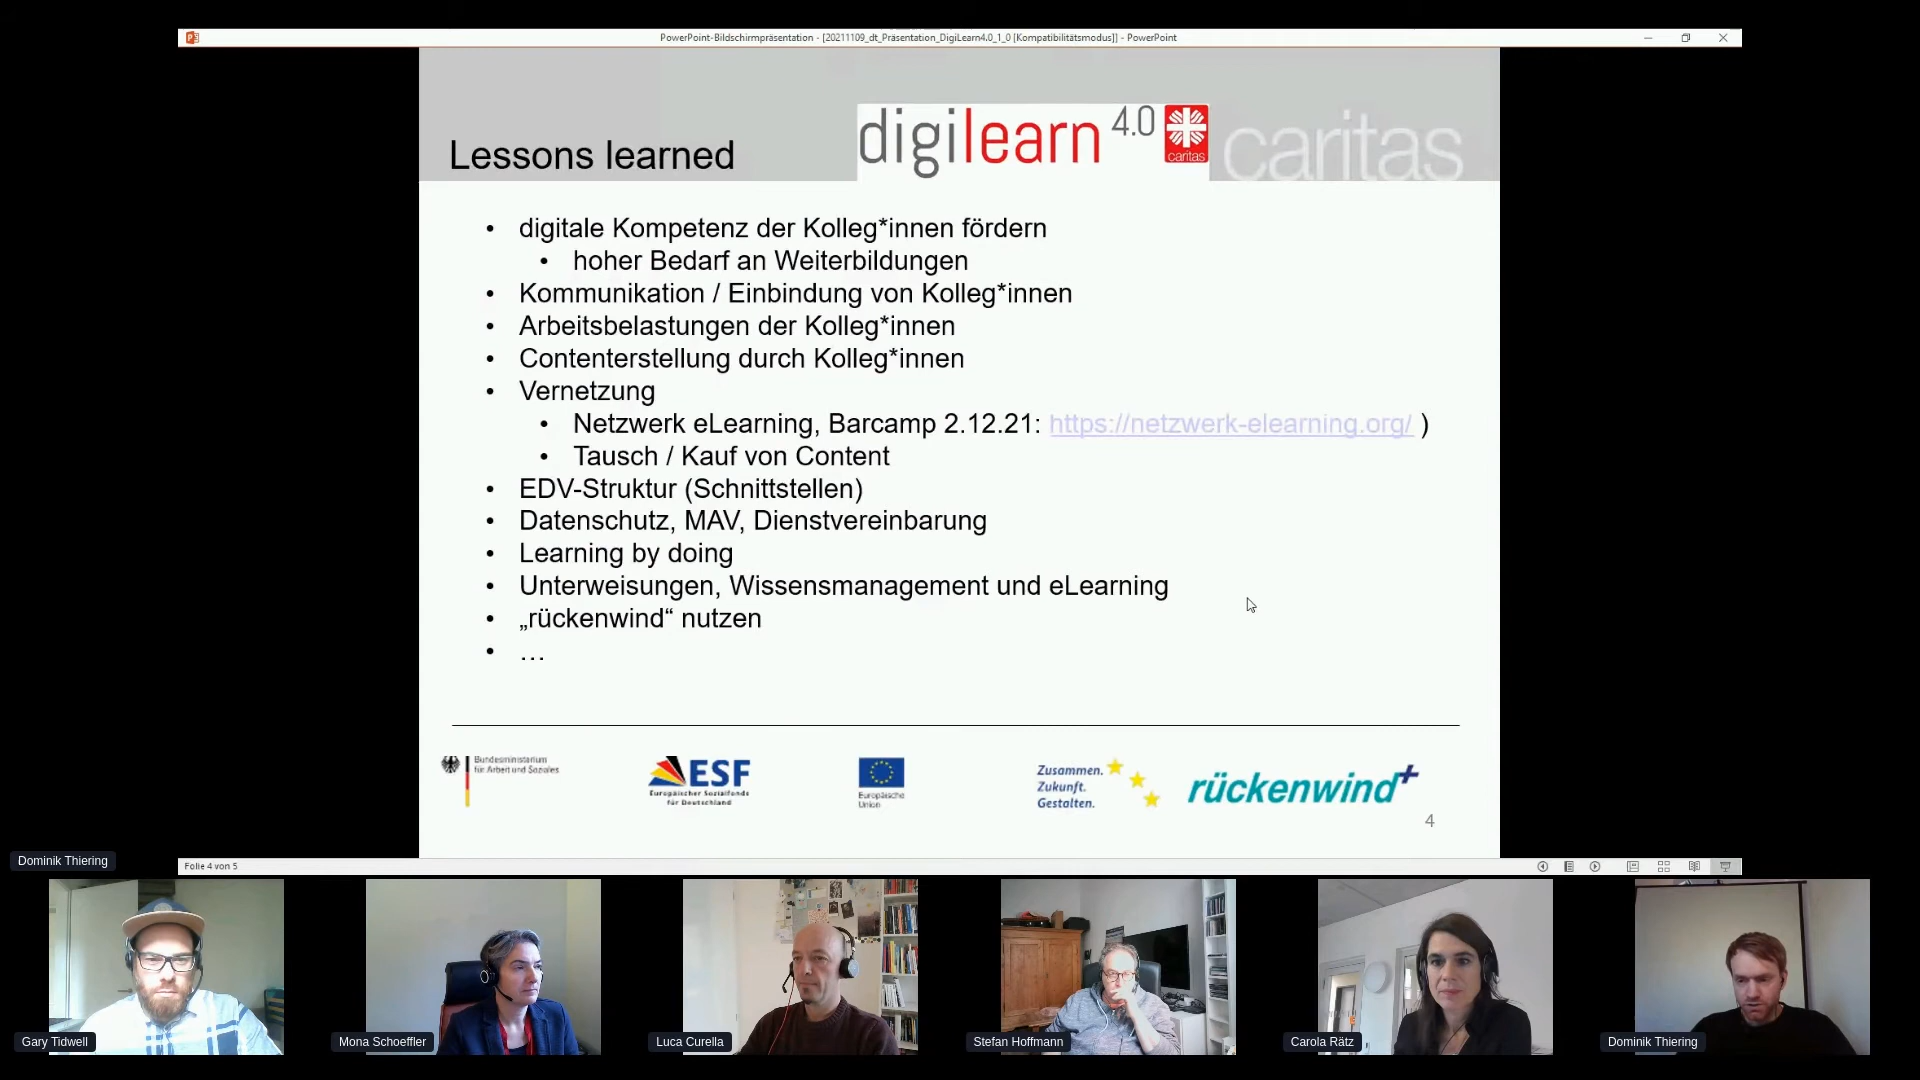 PowerPoint-Bildschirmpräsentation - [20211109_dt_Präsentation_DigiLearn4.0_1_0 [Kompatibilitätsmodus]] - PowerPoint
Lessons learned
digilearn 4.0
caritas
caritas
• digitale Kompetenz der Kolleg*innen fördern
• hoher Bedarf an Weiterbildungen
• Kommunikation / Einbindung von Kolleg*innen
• Arbeitsbelastungen der Kolleg*innen
• Contenterstellung durch Kolleg*innen
• Vernetzung
• Netzwerk eLearning, Barcamp 2.12.21: https://netzwerk-elearning.org/ )
• Tausch / Kauf von Content
• EDV-Struktur (Schnittstellen)
• Datenschutz, MAV, Dienstvereinbarung
• Learning by doing
• Unterweisungen, Wissensmanagement und eLearning
• „rückenwind“ nutzen
• …
Bundesministerium
für Arbeit und Soziales
ESF
Europäischer Sozialfonds
für Deutschland
Europäische
Union
Zusammen.
Zukunft.
Gestalten.
rückenwind+
4
Folie 4 von 5
Dominik Thiering
Gary Tidwell
Mona Schoeffler
Luca Curella
Stefan Hoffmann
Carola Rätz
Dominik Thiering